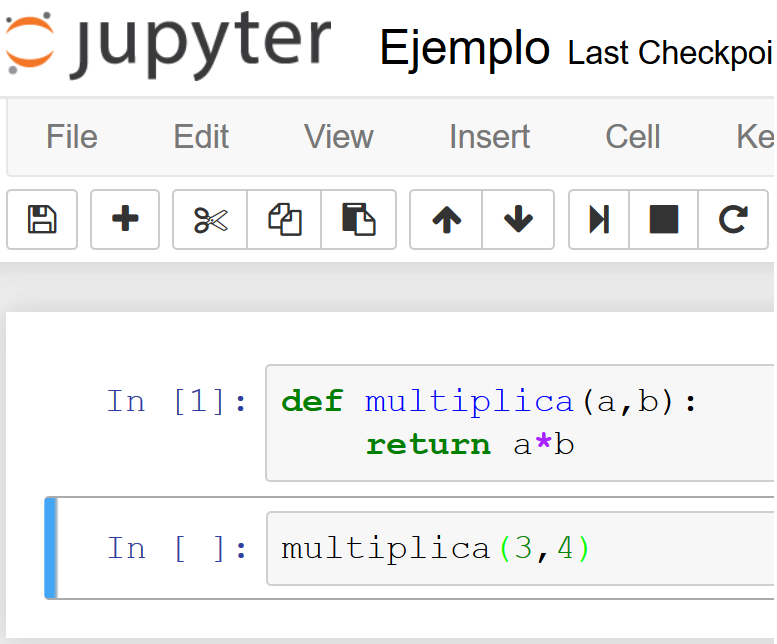 jupyter Ejemplo Last Checkpoi
File Edit View Insert Cell Ke
In [1]: def multiplica(a,b):
return a*b
In [ ]: multiplica(3,4)